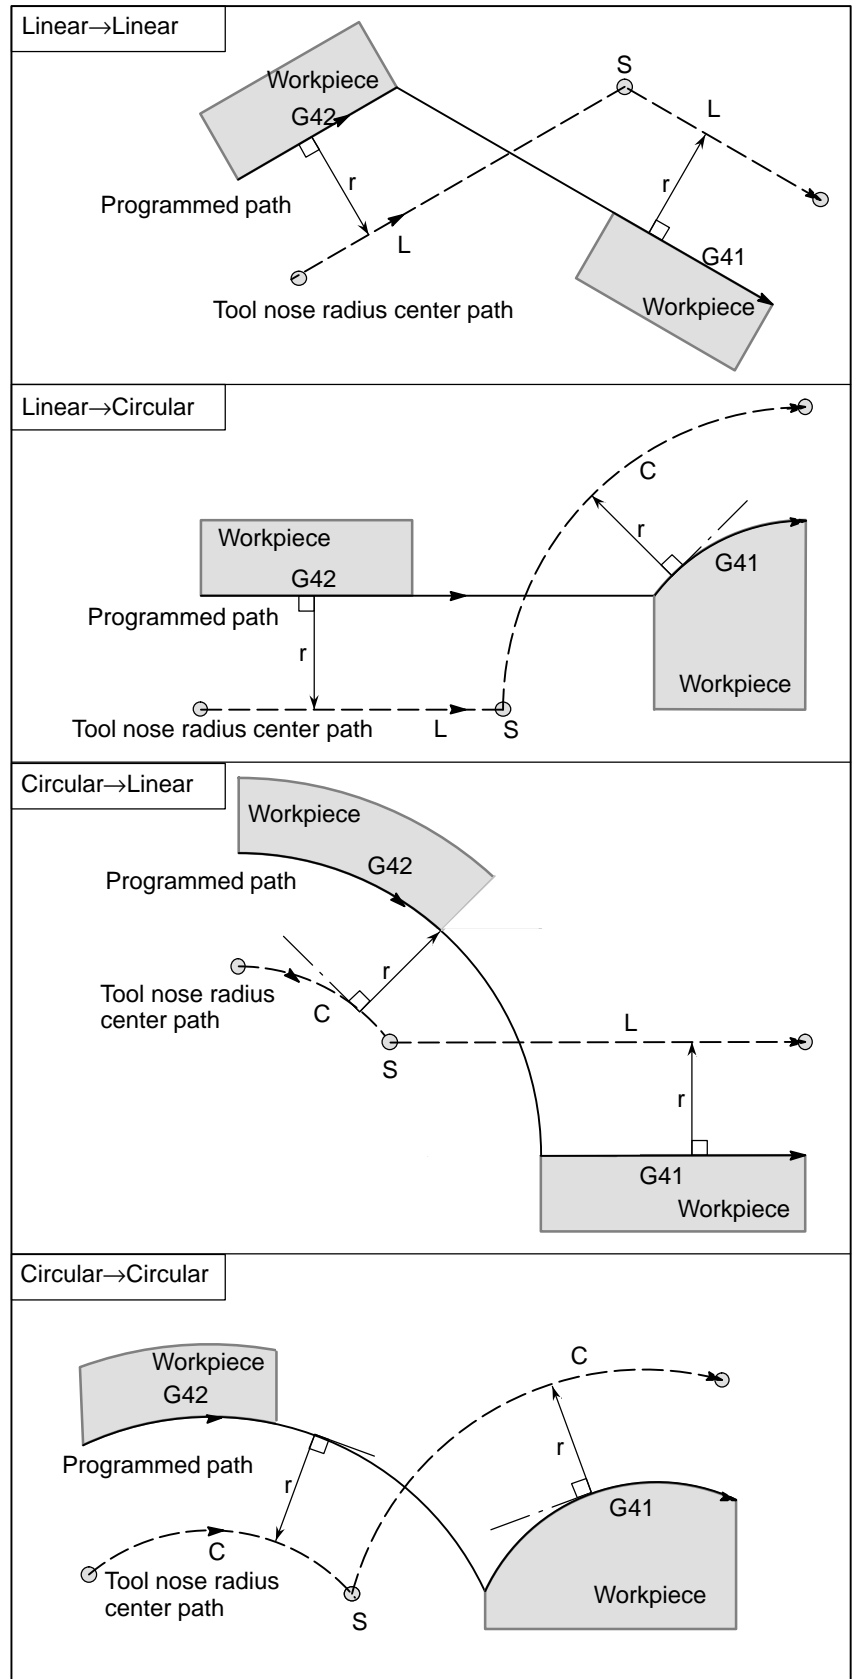 Linear→Linear
S
Workpiece
L
G42
r
r
Programmed path
L
G41
Workpiece
Tool nose radius center path
Linear→Circular
C
Workpiece
r
G42
G41
Programmed path
r
Workpiece
Tool nose radius center path
L
S
Circular→Linear
Workpiece
G42
Programmed path
r
Tool nose radius
center path
C
L
S
r
G41
Workpiece
Circular→Circular
C
Workpiece
G42
Programmed path
r
r
G41
C
Tool nose radius
center path
S
Workpiece